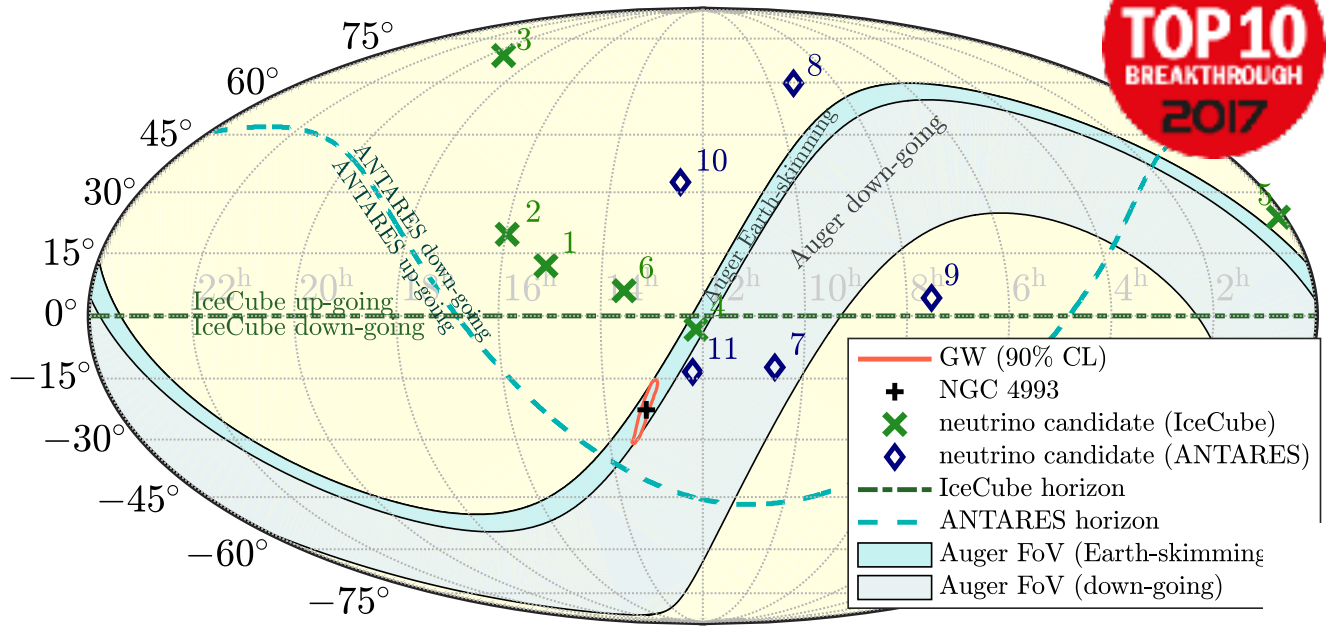 TOP 10
BREAKTHROUGH
2017
75°
60°
45°
30°
15°
0°
−15°
−30°
−45°
−60°
−75°
3
8
10
2
1
6
4
5
9
11
7
22h
20h
18
16h
14h
12h
10h
8h
6h
4h
2h
ANTARES down-going
ANTARES up-going
IceCube up-going
IceCube down-going
Auger Earth-skimming
Auger down-going
GW (90% CL)
NGC 4993
neutrino candidate (IceCube)
neutrino candidate (ANTARES)
IceCube horizon
ANTARES horizon
Auger FoV (Earth-skimming
Auger FoV (down-going)